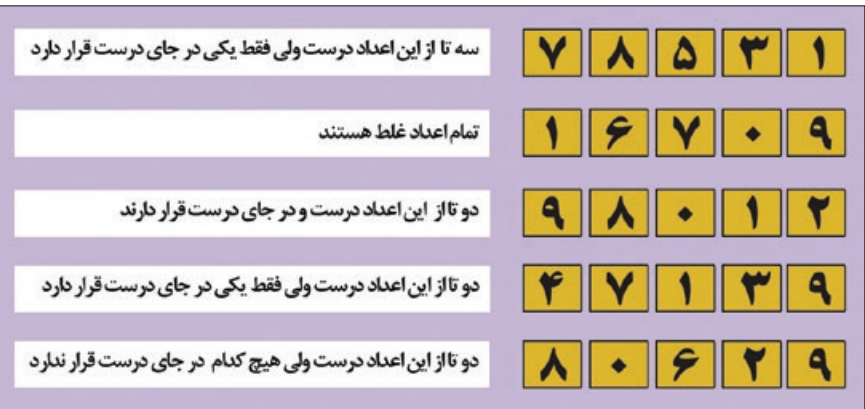 سه تا از این اعداد درست ولی فقط یکی در جای درست قرار دارد
۷ ۸ ۵ ۳ ۱
تمام اعداد غلط هستند
۱ ۶ ۷ ۰ ۹
دو تا از این اعداد درست و در جای درست قرار دارند
۹ ۸ ۰ ۱ ۲
دو تا از این اعداد درست ولی فقط یکی در جای درست قرار دارد
۴ ۷ ۱ ۳ ۹
دو تا از این اعداد درست ولی هیچ کدام در جای درست قرار ندارد
۸ ۰ ۶ ۲ ۹